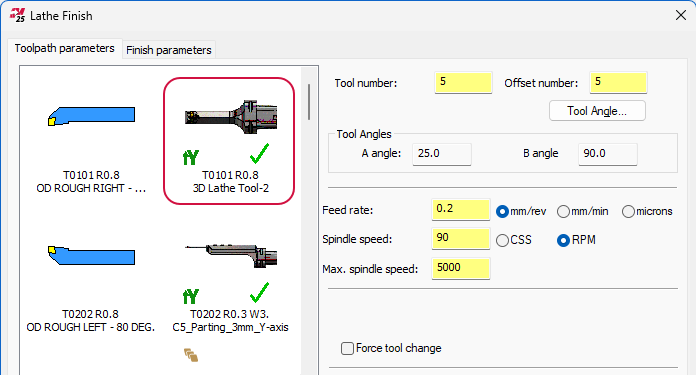 25 Lathe Finish
Toolpath parameters Finish parameters
T0101 R0.8
OD ROUGH RIGHT - ...
T0101 R0.8
3D Lathe Tool-2
T0202 R0.8
OD ROUGH LEFT - 80 DEG.
T0202 R0.3 W3.
C5_Parting_3mm_Y-axis
Tool number: 5 Offset number: 5
Tool Angle...
Tool Angles
A angle: 25.0 B angle 90.0
Feed rate: 0.2 mm/rev mm/min microns
Spindle speed: 90 CSS RPM
Max. spindle speed: 5000
Force tool change